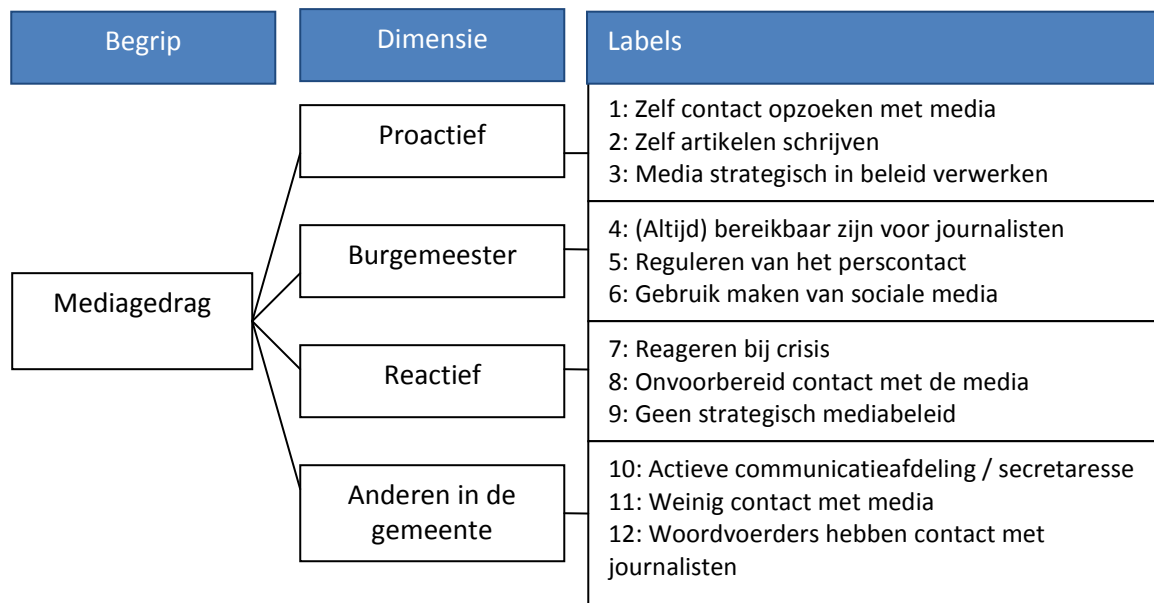 Begrip
Dimensie
Labels
Mediagedrag
Proactief
1: Zelf contact opzoeken met media
2: Zelf artikelen schrijven
3: Media strategisch in beleid verwerken
Burgemeester
4: (Altijd) bereikbaar zijn voor journalisten
5: Reguleren van het perscontact
6: Gebruik maken van sociale media
Reactief
7: Reageren bij crisis
8: Onvoorbereid contact met de media
9: Geen strategisch mediabeleid
Anderen in de
gemeente
10: Actieve communicatieafdeling / secretaresse
11: Weinig contact met media
12: Woordvoerders hebben contact met
journalisten